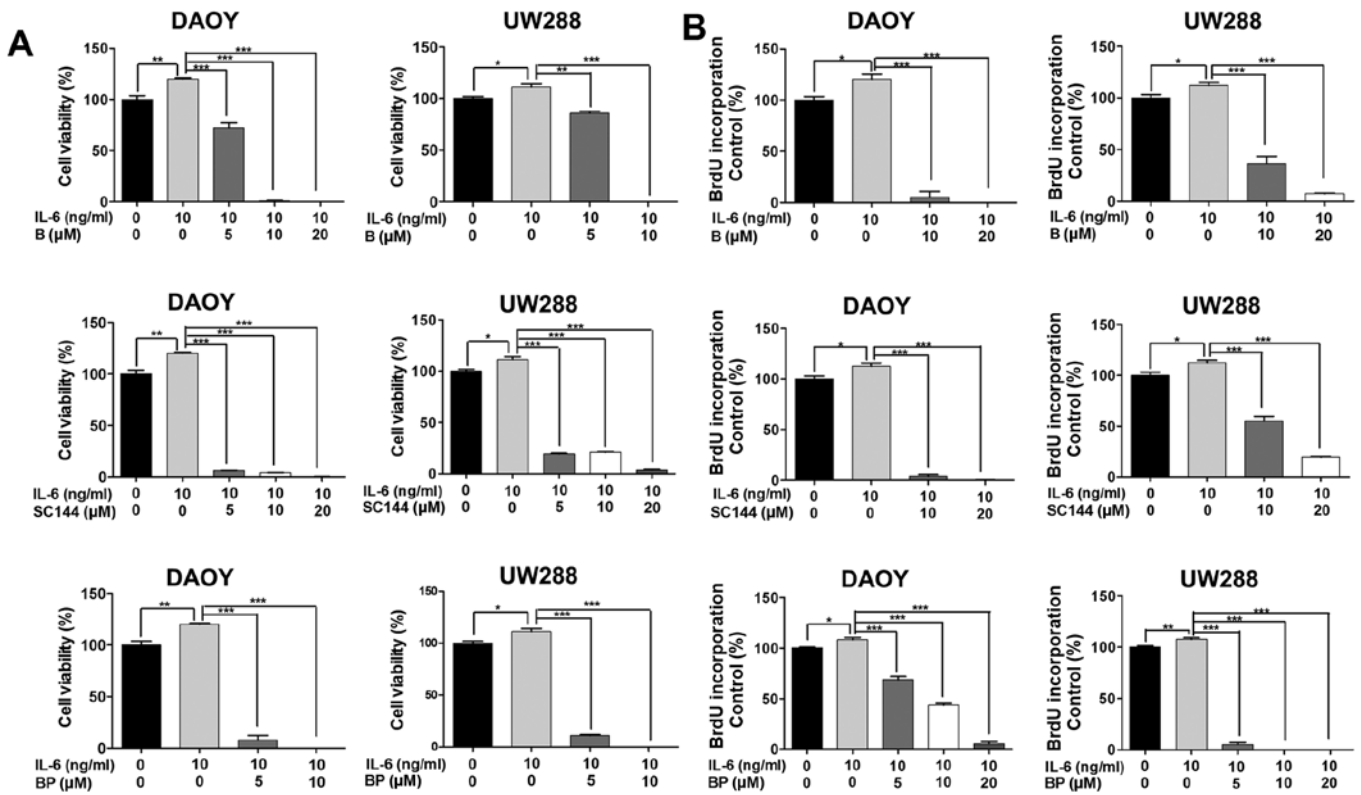 A
DAOY
Cell viability (%)
150
100
50
0
**
***
***
***
IL-6 (ng/ml) 0 10 10 10 10
B (µM) 0 0 5 10 20
UW288
Cell viability (%)
150
100
50
0
*
**
***
IL-6 (ng/ml) 0 10 10 10
B (µM) 0 0 5 10
B
DAOY
BrdU incorporation
Control (%)
150
100
50
0
*
***
***
IL-6 (ng/ml) 0 10 10 10
B (µM) 0 0 10 20
UW288
BrdU incorporation
Control (%)
150
100
50
0
*
***
***
IL-6 (ng/ml) 0 10 10 10
B (µM) 0 0 10 20
DAOY
Cell viability (%)
150
100
50
0
**
***
***
***
IL-6 (ng/ml) 0 10 10 10 10
SC144 (µM) 0 0 5 10 20
UW288
Cell viability (%)
150
100
50
0
*
***
***
***
IL-6 (ng/ml) 0 10 10 10 10
SC144 (µM) 0 0 5 10 20
DAOY
BrdU incorporation
Control (%)
150
100
50
0
*
***
***
IL-6 (ng/ml) 0 10 10 10
SC144 (µM) 0 0 10 20
UW288
BrdU incorporation
Control (%)
150
100
50
0
*
***
***
IL-6 (ng/ml) 0 10 10 10
SC144 (µM) 0 0 10 20
DAOY
Cell viability (%)
150
100
50
0
**
***
***
IL-6 (ng/ml) 0 10 10 10
BP (µM) 0 0 5 10
UW288
Cell viability (%)
150
100
50
0
*
***
***
IL-6 (ng/ml) 0 10 10 10
BP (µM) 0 0 5 10
DAOY
BrdU incorporation
Control (%)
150
100
50
0
*
***
***
***
IL-6 (ng/ml) 0 10 10 10 10
BP (µM) 0 0 5 10 20
UW288
BrdU incorporation
Control (%)
150
100
50
0
**
***
***
***
IL-6 (ng/ml) 0 10 10 10 10
BP (µM) 0 0 5 10 20